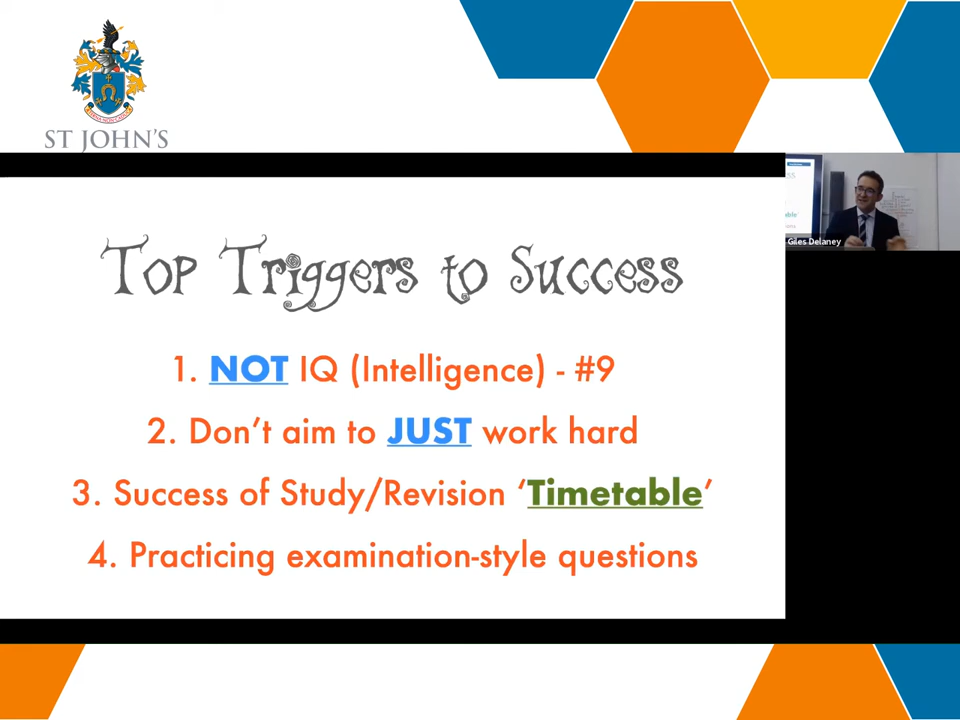 ST JOHN'S
Top Triggers to Success
1. NOT IQ (Intelligence) - #9
2. Don't aim to JUST work hard
3. Success of Study/Revision ‘Timetable’
4. Practicing examination-style questions
Giles Delaney